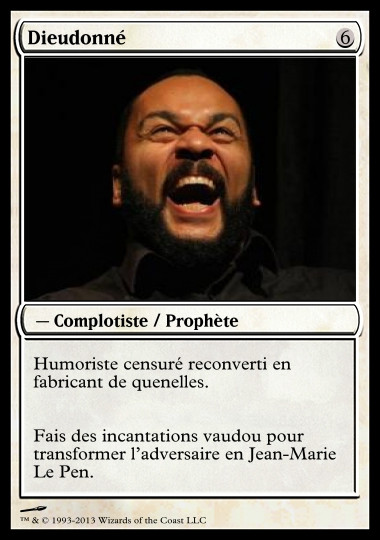 Dieudonné 6
— Complotiste / Prophète
Humoriste censuré reconverti en
fabricant de quenelles.
Fais des incantations vaudou pour
transformer l'adversaire en Jean-Marie
Le Pen.
™ & © 1993-2013 Wizards of the Coast LLC